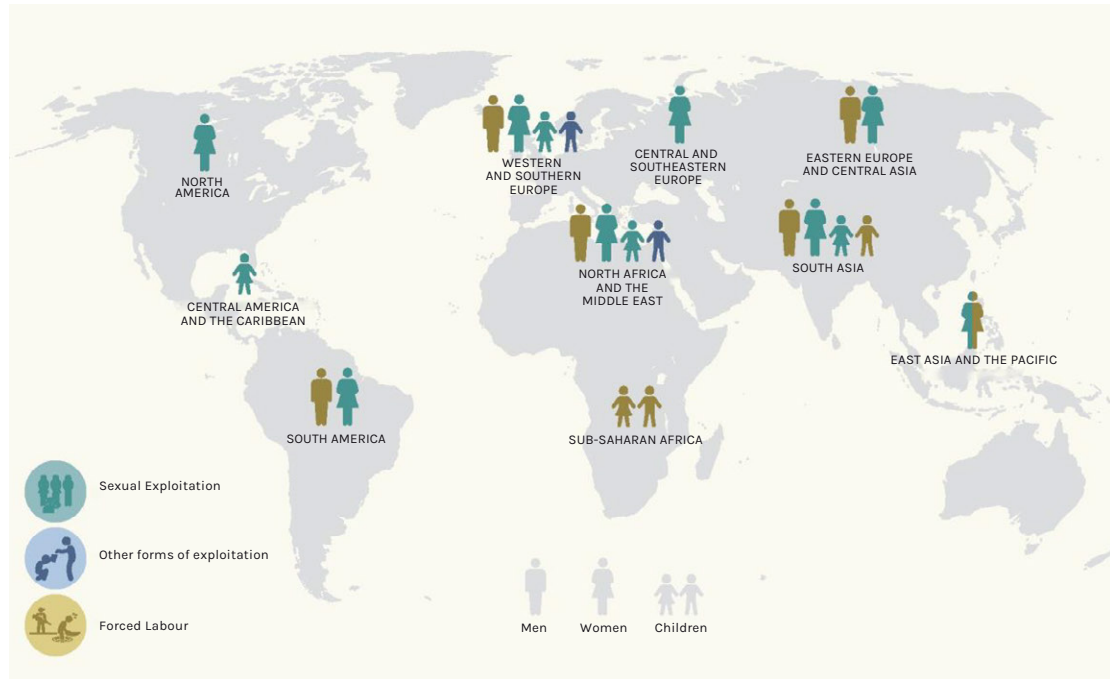 NORTH
AMERICA
WESTERN
AND SOUTHERN
EUROPE
CENTRAL AND
SOUTHEASTERN
EUROPE
EASTERN EUROPE
AND CENTRAL ASIA
CENTRAL AMERICA
AND THE CARIBBEAN
NORTH AFRICA
AND THE
MIDDLE EAST
SOUTH ASIA
EAST ASIA AND THE PACIFIC
SOUTH AMERICA
SUB-SAHARAN AFRICA
Sexual Exploitation
Other forms of exploitation
Forced Labour
Men
Women
Children